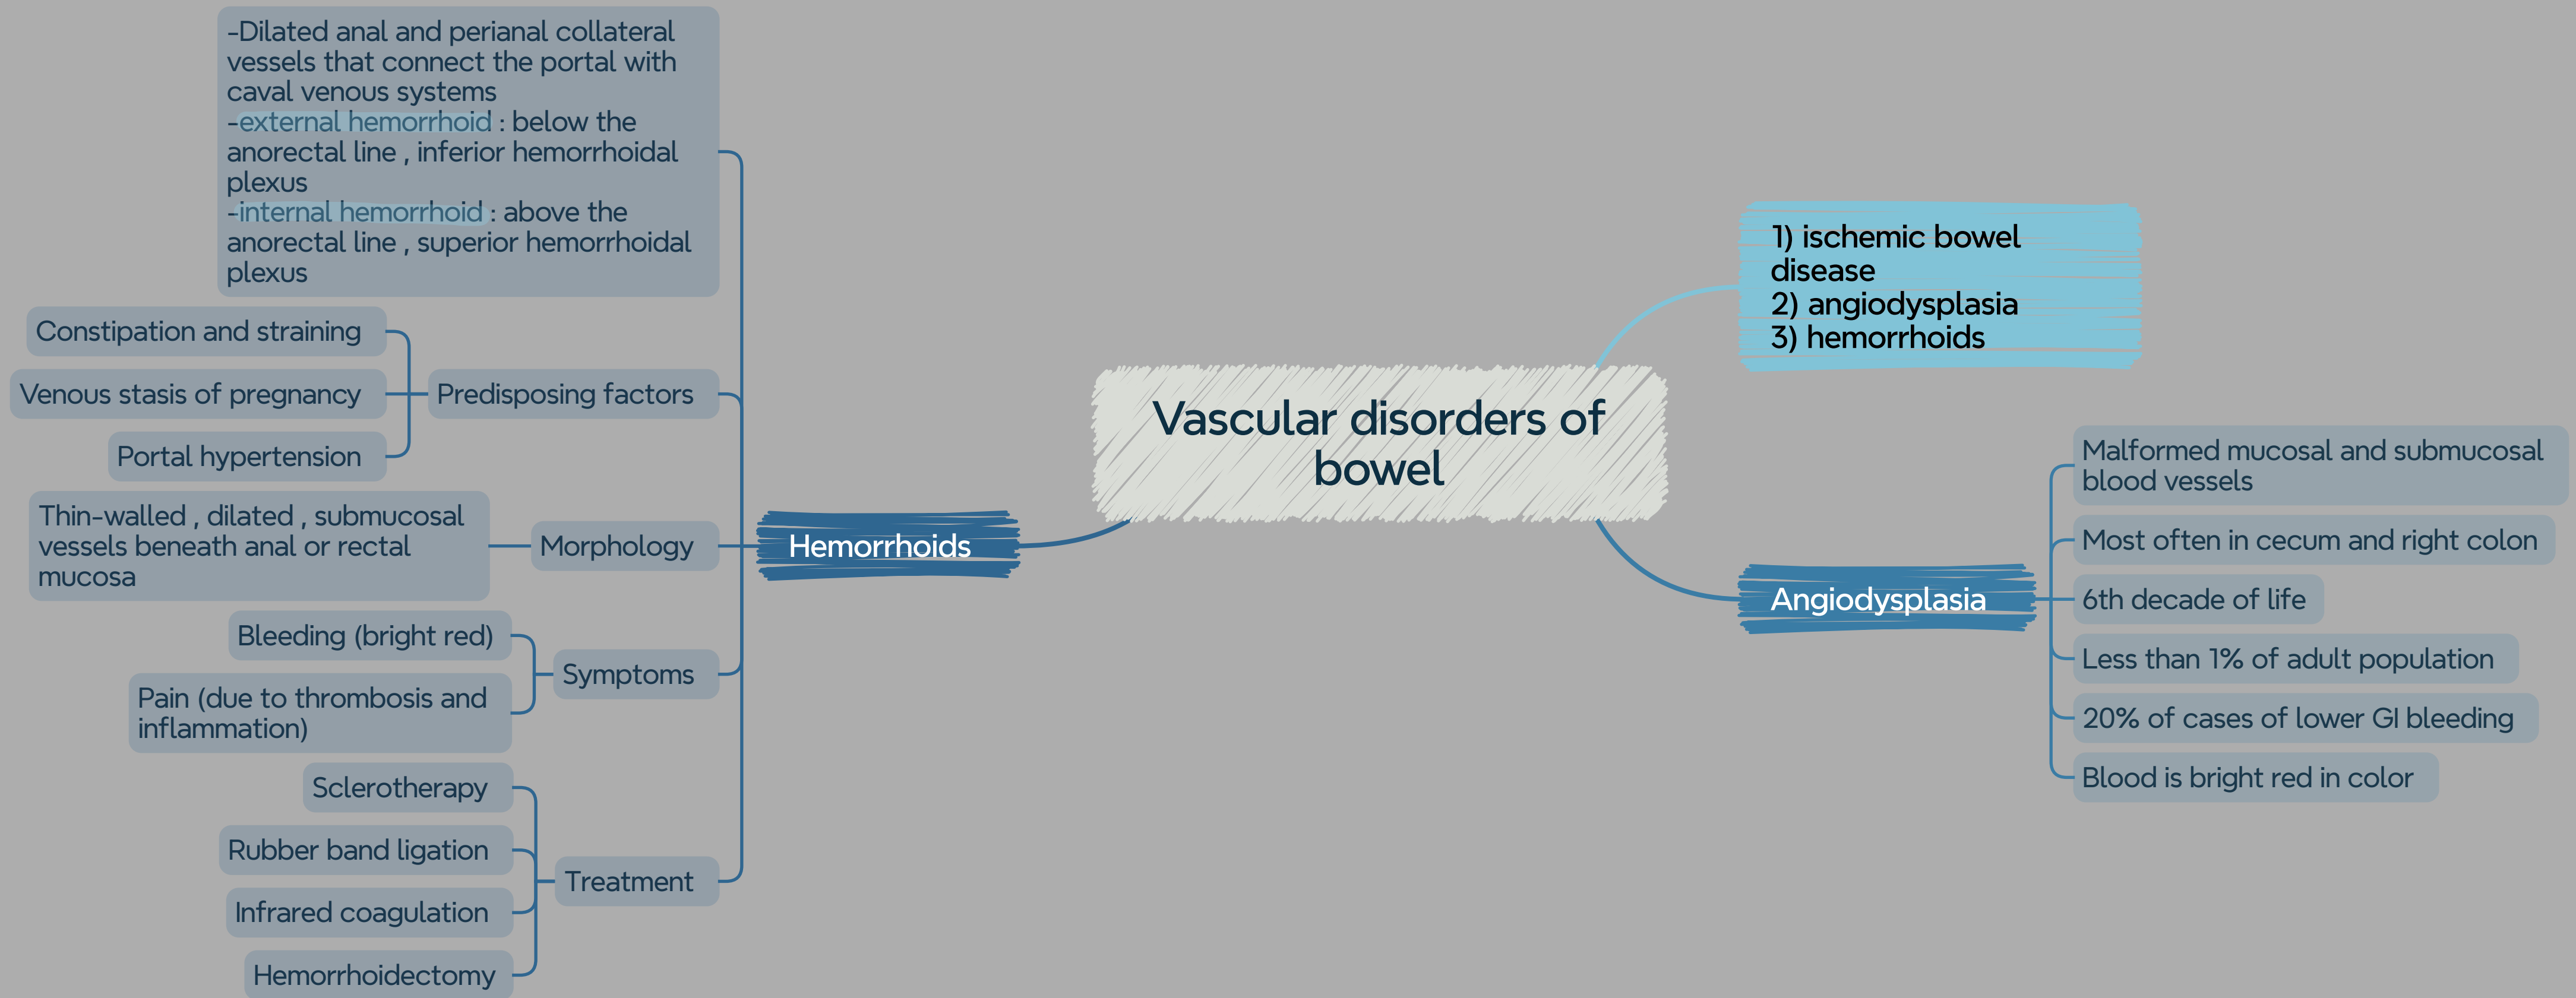 Vascular disorders of
bowel
1) ischemic bowel
disease
2) angiodysplasia
3) hemorrhoids
Angiodysplasia
Malformed mucosal and submucosal
blood vessels
Most often in cecum and right colon
6th decade of life
Less than 1% of adult population
20% of cases of lower GI bleeding
Blood is bright red in color
Hemorrhoids
-Dilated anal and perianal collateral
vessels that connect the portal with
caval venous systems
-external hemorrhoid : below the
anorectal line , inferior hemorrhoidal
plexus
-internal hemorrhoid : above the
anorectal line , superior hemorrhoidal
plexus
Predisposing factors
Constipation and straining
Venous stasis of pregnancy
Portal hypertension
Morphology
Thin-walled , dilated , submucosal
vessels beneath anal or rectal
mucosa
Symptoms
Bleeding (bright red)
Pain (due to thrombosis and
inflammation)
Treatment
Sclerotherapy
Rubber band ligation
Infrared coagulation
Hemorrhoidectomy